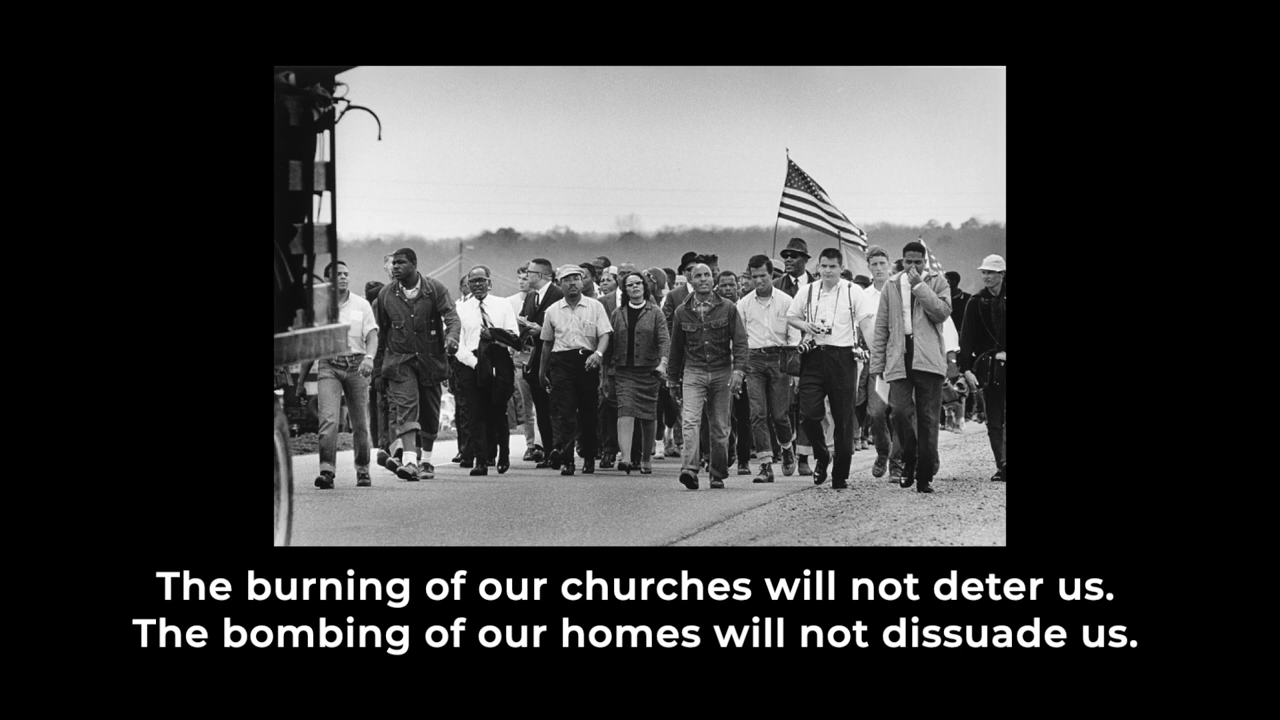 The burning of our churches will not deter us.
The bombing of our homes will not dissuade us.